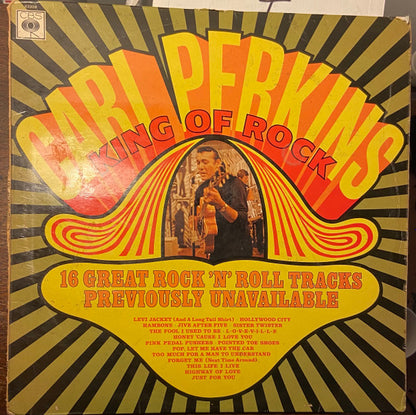 CBS
CARL PERKINS
KING OF ROCK
16 GREAT ROCK 'N' ROLL TRACKS
PREVIOUSLY UNAVAILABLE
LEVI JACKET (And A Long Tail Shirt) · HOLLYWOOD CITY
HAMBONE · JIVE AFTER FIVE · SISTER TWISTER
THE FOOL I USED TO BE · L-O-V-E-V-I-L-L-E
HONEY 'CAUSE I LOVE YOU
PINK PEDAL PUSHERS · POINTED TOE SHOES
POP, LET ME HAVE THE CAR
TOO MUCH FOR A MAN TO UNDERSTAND
FORGET ME (Next Time Around)
THIS LIFE I LIVE
HIGHWAY OF LOVE
JUST FOR YOU